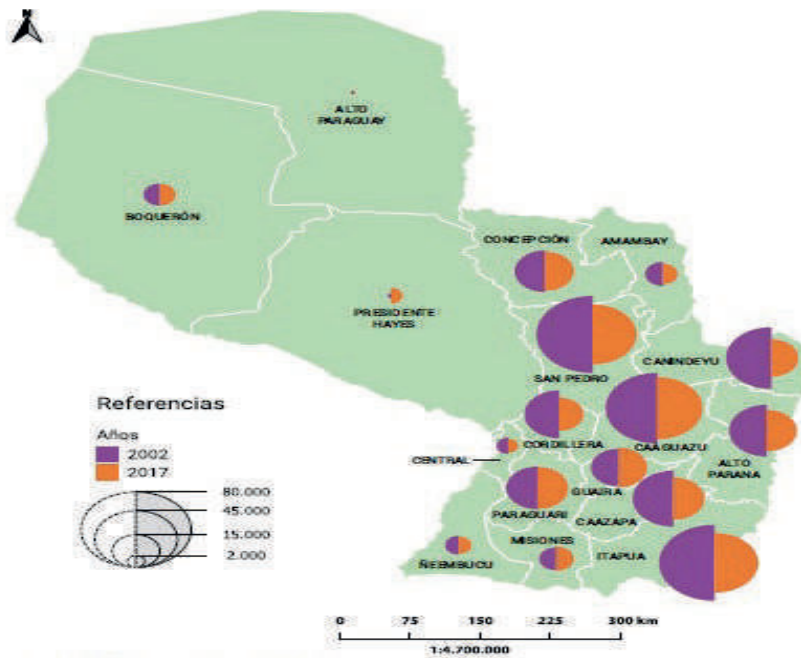 ALTO
PARAGUAY
BOQUERÓN
CONCEPCIÓN
AMAMBAY
PRESIDENTE
HAYES
CANINDEYU
SAN PEDRO
Referencias
Años
2002
2017
80.000
45.000
15.000
2.000
CORDILLERA
CAAGUAZU
CENTRAL
ALTO
PARANA
GUAIRA
PARAGUARI
CAAZAPA
MISIONES
ITAPUA
ÑEEMBUCU
0 75 150 225 300 km
1:4.700.000